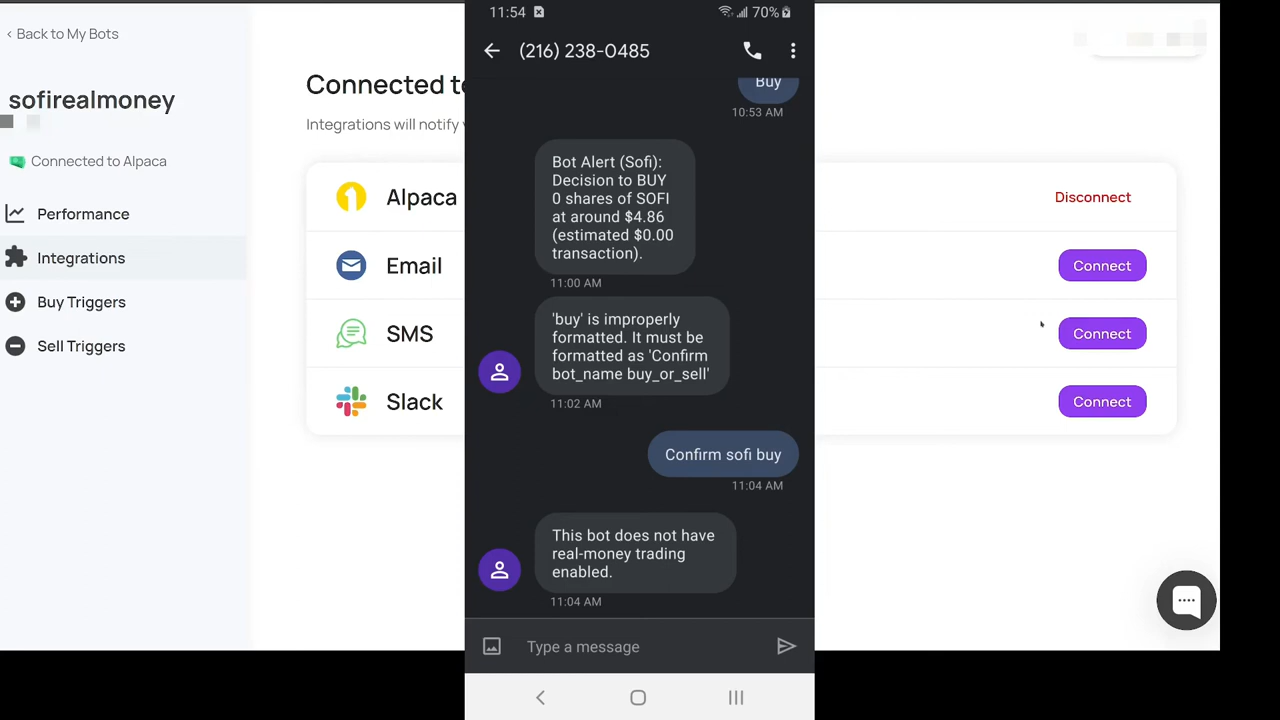 < Back to My Bots
sofirealmoney
Connected to Alpaca
Performance
Integrations
Buy Triggers
Sell Triggers
Connected
Integrations will notify
Alpaca
Disconnect
Email
Connect
SMS
Connect
Slack
Connect
11:54
70%
(216) 238-0485
Buy
10:53 AM
Bot Alert (Sofi):
Decision to BUY
0 shares of SOFI
at around $4.86
(estimated $0.00
transaction).
11:00 AM
'buy' is improperly
formatted. It must be
formatted as 'Confirm
bot_name buy_or_sell'
11:02 AM
Confirm sofi buy
11:04 AM
This bot does not have
real-money trading
enabled.
11:04 AM
Type a message